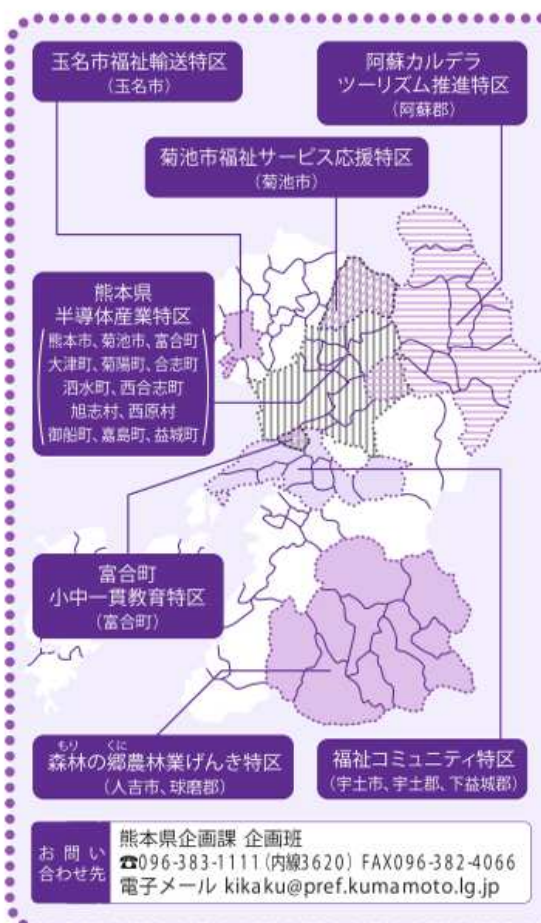 玉名市福祉輸送特区
(玉名市)
阿蘇カルデラ
ツーリズム推進特区
(阿蘇郡)
菊池市福祉サービス応援特区
(菊池市)
熊本県
半導体産業特区
(熊本市、菊池市、富合町
大津町、菊陽町、合志町
泗水町、西合志町
旭志村、西原村
御船町、嘉島町、益城町)
富合町
小中一貫教育特区
(富合町)
もり くに
森林の郷農林業げんき特区
(人吉市、球磨郡)
福祉コミュニティ特区
(宇土市、宇土郡、下益城郡)
お問い
合わせ先
熊本県企画課 企画班
☎096-383-1111(内線3620) FAX096-382-4066
電子メール kikaku@pref.kumamoto.lg.jp